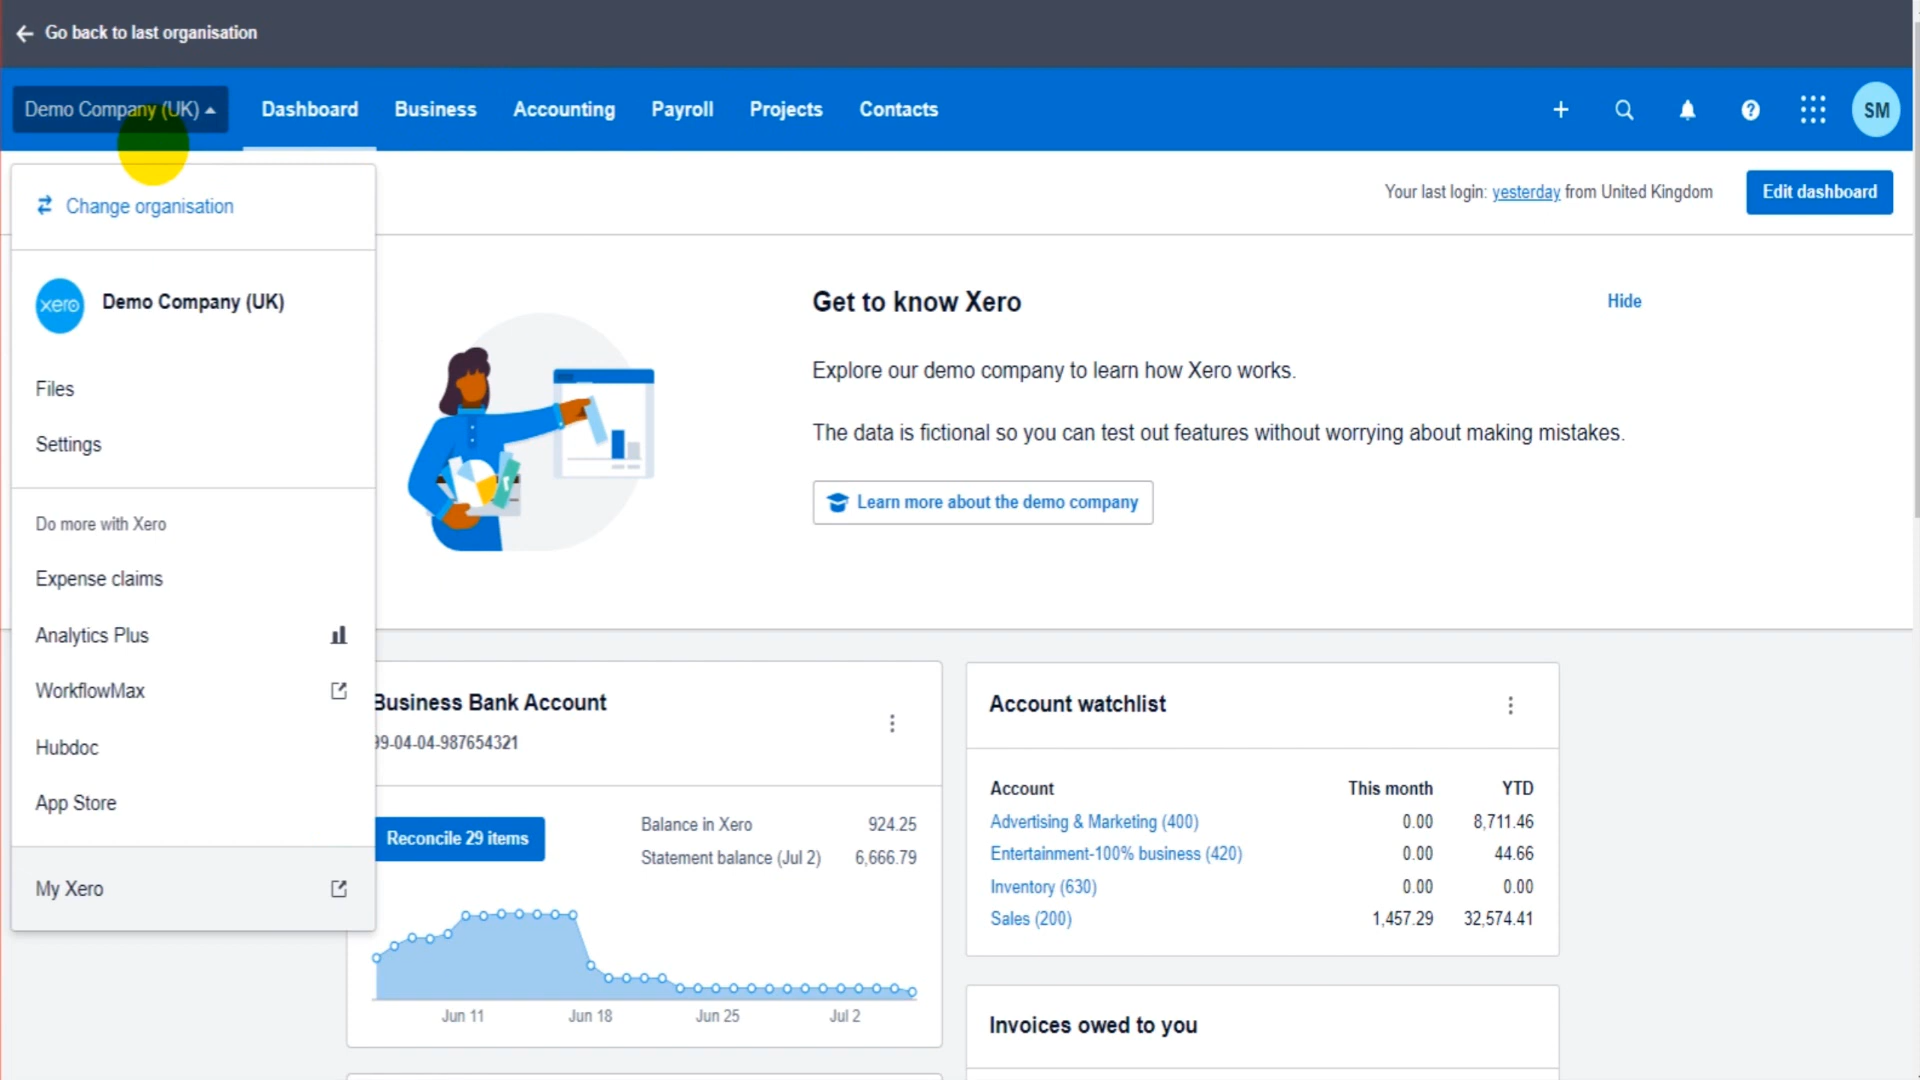 Go back to last organisation
Demo Company (UK)
Dashboard
Business
Accounting
Payroll
Projects
Contacts
SM
Change organisation
Your last login: yesterday from United Kingdom
Edit dashboard
xero
Demo Company (UK)
Files
Settings
Do more with Xero
Expense claims
Analytics Plus
WorkflowMax
Hubdoc
App Store
My Xero
Get to know Xero
Hide
Explore our demo company to learn how Xero works.
The data is fictional so you can test out features without worrying about making mistakes.
Learn more about the demo company
Business Bank Account
99-04-04-987654321
Reconcile 29 items
Balance in Xero 924.25
Statement balance (Jul 2) 6,666.79
Jun 11 Jun 18 Jun 25 Jul 2
Account watchlist
Account This month YTD
Advertising & Marketing (400) 0.00 8,711.46
Entertainment-100% business (420) 0.00 44.66
Inventory (630) 0.00 0.00
Sales (200) 1,457.29 32,574.41
Invoices owed to you